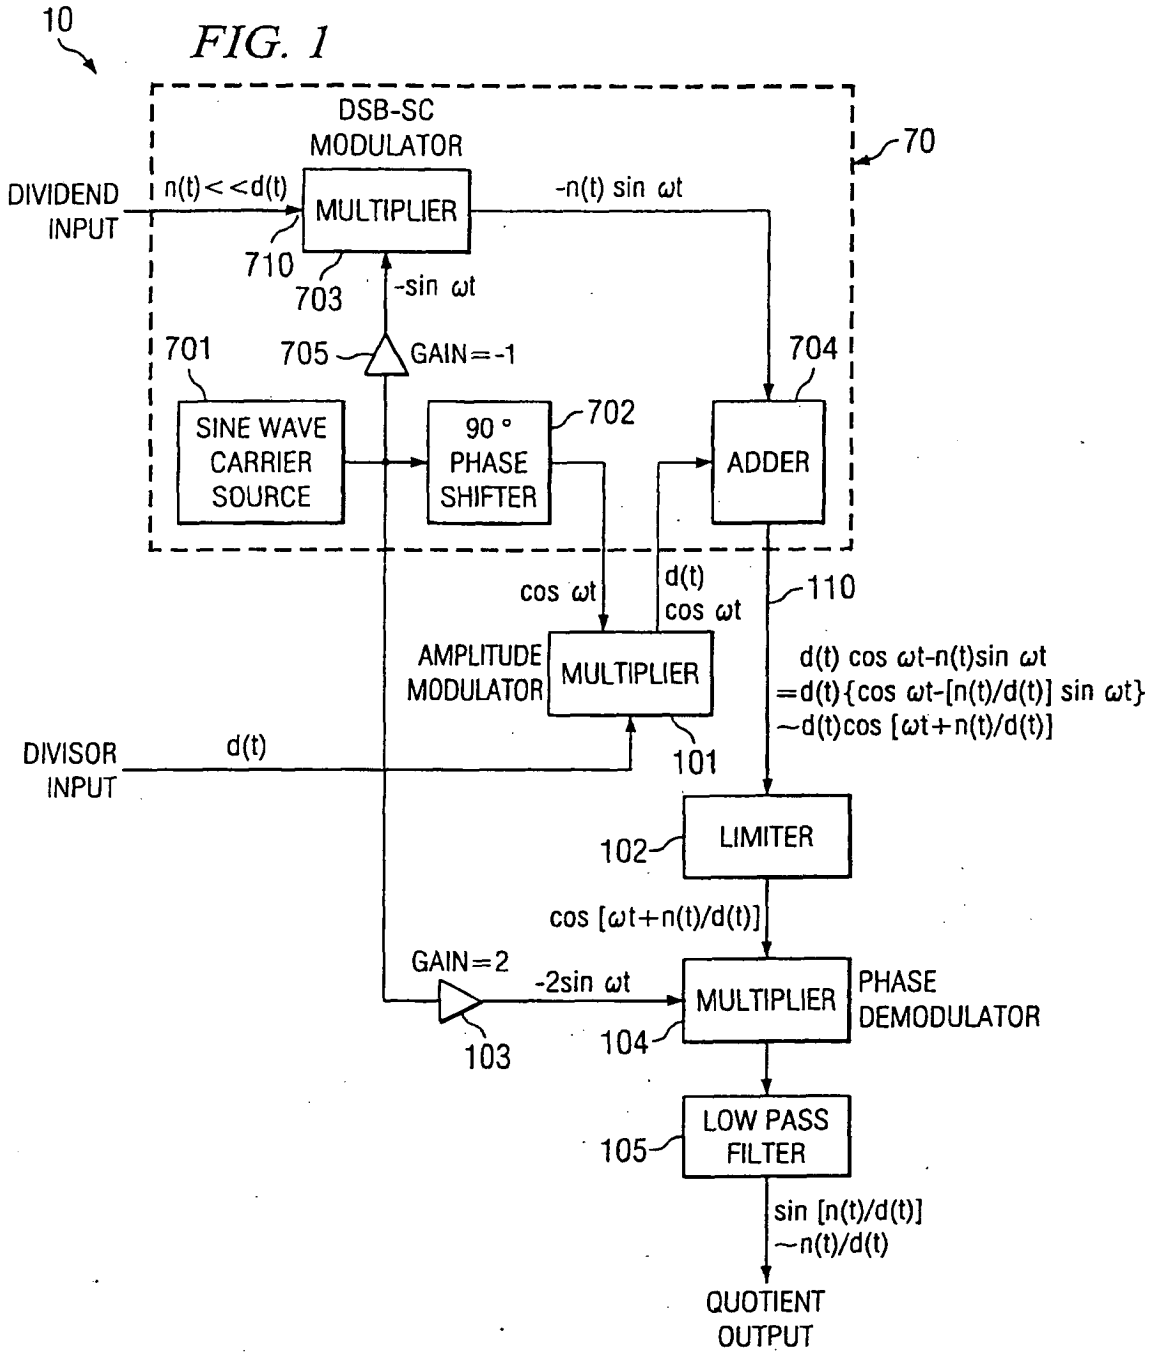 10
FIG. 1
DSB-SC
MODULATOR
70
DIVIDEND
INPUT
n(t)<<d(t)
MULTIPLIER
-n(t) sin ωt
710
703
-sin ωt
701
705
GAIN=-1
704
SINE WAVE
CARRIER
SOURCE
90°
PHASE
SHIFTER
702
ADDER
cos ωt
d(t)
cos ωt
110
AMPLITUDE
MODULATOR
MULTIPLIER
d(t) cos ωt-n(t)sin ωt
=d(t){cos ωt-[n(t)/d(t)] sin ωt}
~d(t)cos [ωt+n(t)/d(t)]
DIVISOR
INPUT
d(t)
101
102
LIMITER
cos [ωt+n(t)/d(t)]
GAIN=2
-2sin ωt
103
MULTIPLIER
104
PHASE
DEMODULATOR
LOW PASS
FILTER
105
sin [n(t)/d(t)]
~n(t)/d(t)
QUOTIENT
OUTPUT